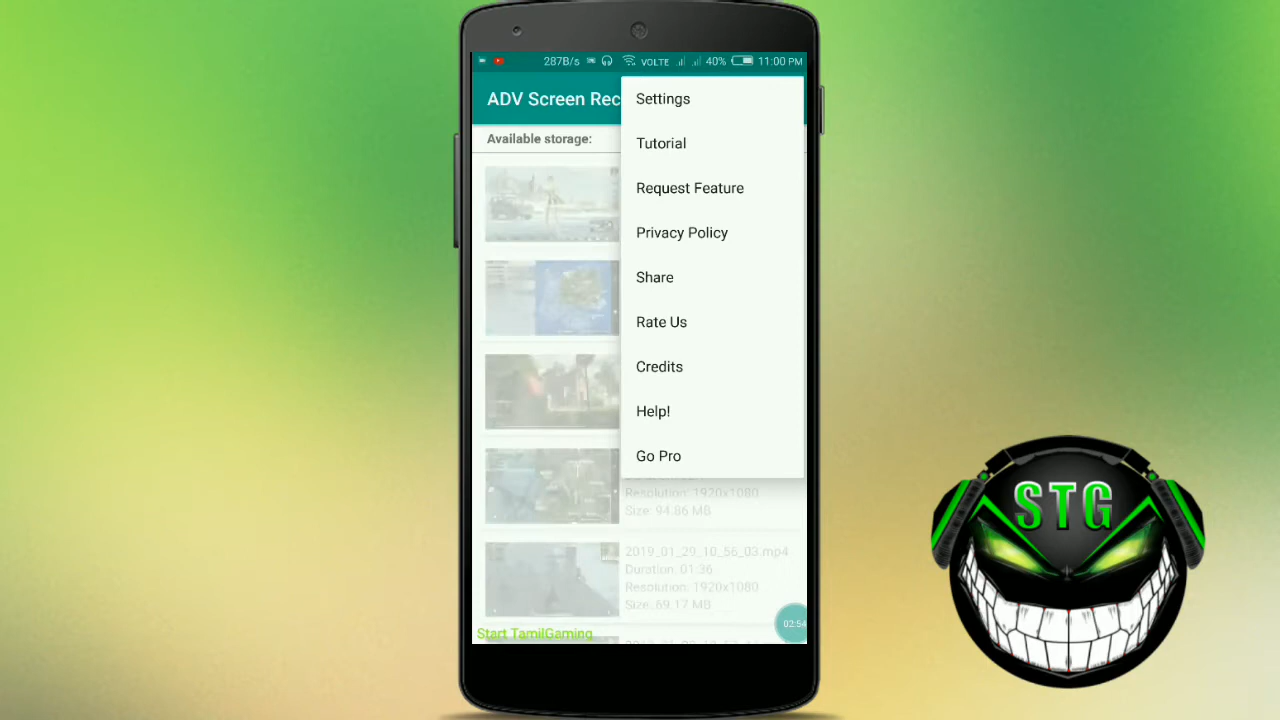 287B/s VOLTE 40% 11:00 PM
ADV Screen Rec
Available storage:
Settings
Tutorial
Request Feature
Privacy Policy
Share
Rate Us
Credits
Help!
Go Pro
Resolution: 1920x1080
Size: 94.86 MB
2019_01_29_10_56_03.mp4
Duration: 01:36
Resolution: 1920x1080
Size: 69.17 MB
02:54
Start TamilGaming
STG